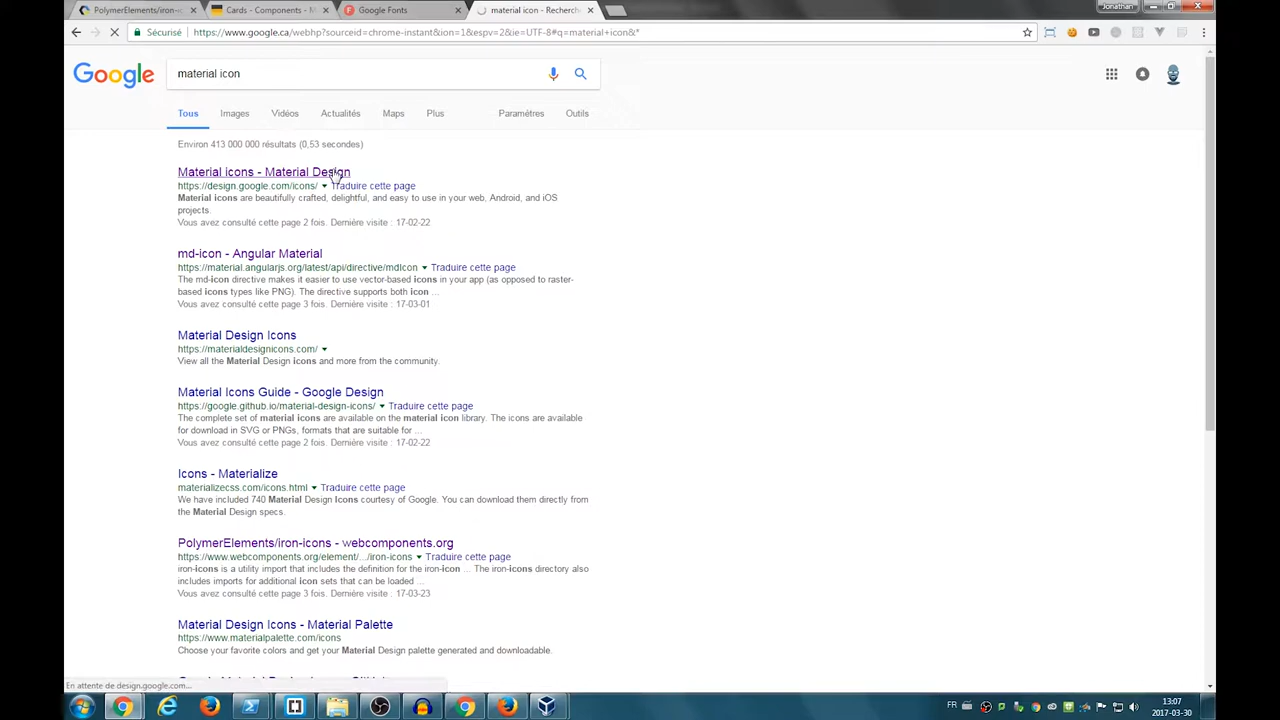 PolymerElements/iron-ic
Cards - Components - M
Google Fonts
material icon - Recherch
Jonathan
Sécurisé
https://www.google.ca/webhp?sourceid=chrome-instant&ion=1&espv=2&ie=UTF-8#q=material+icon&*
Google
material icon
Tous
Images
Vidéos
Actualités
Maps
Plus
Paramètres
Outils
Environ 413 000 000 résultats (0,53 secondes)
Material icons - Material Design
https://design.google.com/icons/ Traduire cette page
Material icons are beautifully crafted, delightful, and easy to use in your web, Android, and iOS
projects.
Vous avez consulté cette page 2 fois. Dernière visite : 17-02-22
md-icon - Angular Material
https://material.angularjs.org/latest/api/directive/mdIcon Traduire cette page
The md-icon directive makes it easier to use vector-based icons in your app (as opposed to raster-
based icons types like PNG). The directive supports both icon ...
Vous avez consulté cette page 3 fois. Dernière visite : 17-03-01
Material Design Icons
https://materialdesignicons.com/
View all the Material Design icons and more from the community.
Material Icons Guide - Google Design
https://google.github.io/material-design-icons/ Traduire cette page
The complete set of material icons are available on the material icon library. The icons are available
for download in SVG or PNGs, formats that are suitable for ...
Vous avez consulté cette page 2 fois. Dernière visite : 17-02-22
Icons - Materialize
materializecss.com/icons.html Traduire cette page
We have included 740 Material Design Icons courtesy of Google. You can download them directly from
the Material Design specs.
PolymerElements/iron-icons - webcomponents.org
https://www.webcomponents.org/element/.../iron-icons Traduire cette page
iron-icons is a utility import that includes the definition for the iron-icon ... The iron-icons directory also
includes imports for additional icon sets that can be loaded ...
Vous avez consulté cette page 3 fois. Dernière visite : 17-03-23
Material Design Icons - Material Palette
https://www.materialpalette.com/icons
Choose your favorite colors and get your Material Design palette generated and downloadable.
En attente de design.google.com...
FR
13:07
2017-03-30